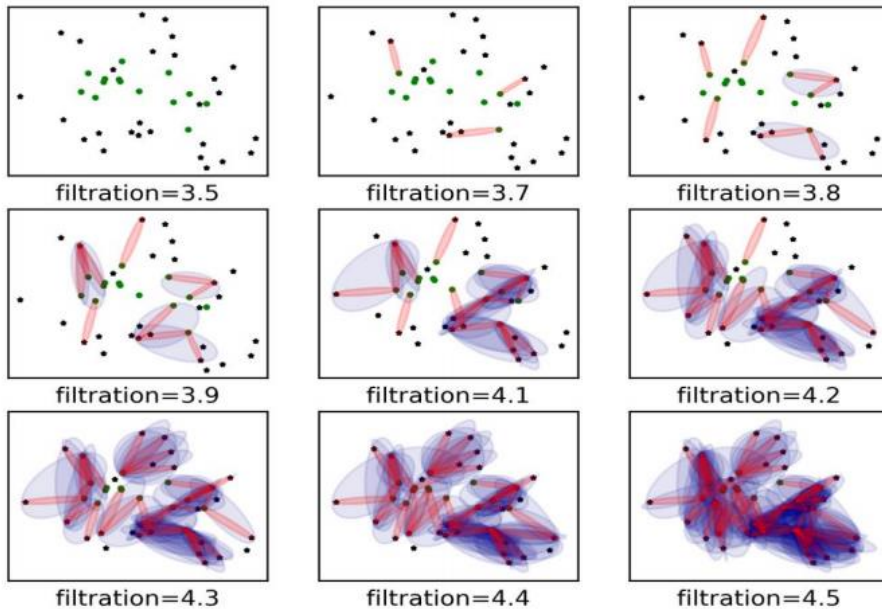 filtration=3.5
filtration=3.7
filtration=3.8
filtration=3.9
filtration=4.1
filtration=4.2
filtration=4.3
filtration=4.4
filtration=4.5